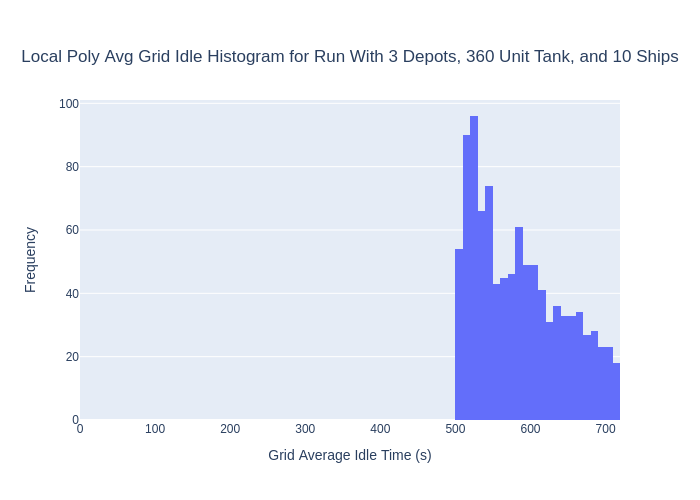 Local Poly Avg Grid Idle Histogram for Run With 3 Depots, 360 Unit Tank, and 10 Ships
100
80
60
40
20
0
Frequency
0 100 200 300 400 500 600 700
Grid Average Idle Time (s)